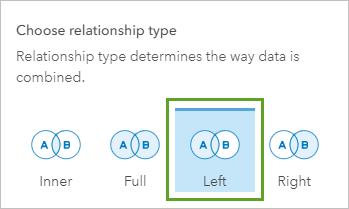 Choose relationship type
Relationship type determines the way data is
combined.
A B A B A B A B
Inner Full Left Right